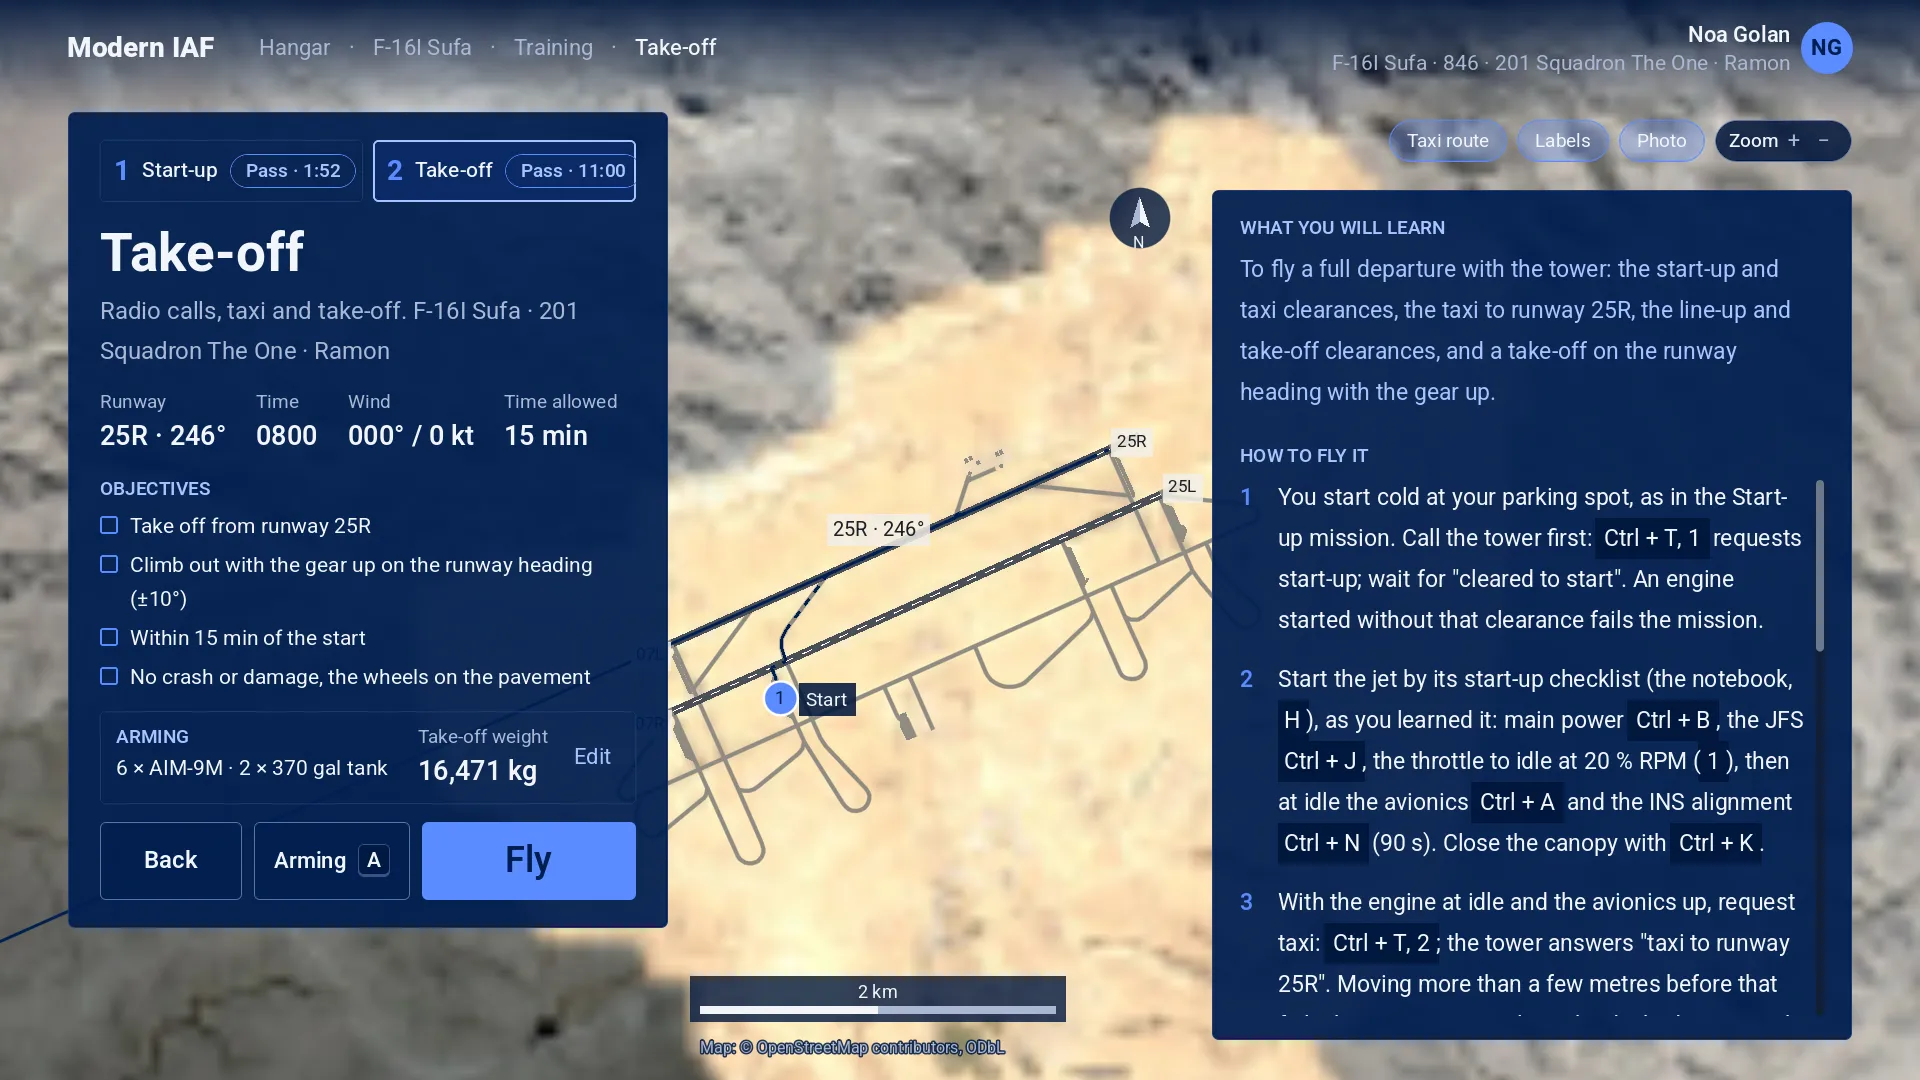 Modern IAF
Hangar · F-16I Sufa · Training · Take-off
Noa Golan
F-16I Sufa · 846 · 201 Squadron The One · Ramon
NG
1 Start-up Pass · 1:52
2 Take-off Pass · 11:00
Take-off
Radio calls, taxi and take-off. F-16I Sufa · 201
Squadron The One · Ramon
Runway Time Wind Time allowed
25R · 246° 0800 000° / 0 kt 15 min
OBJECTIVES
Take off from runway 25R
Climb out with the gear up on the runway heading
(±10°)
Within 15 min of the start
No crash or damage, the wheels on the pavement
ARMING
6 × AIM-9M · 2 × 370 gal tank
Take-off weight
16,471 kg
Edit
Back
Arming A
Fly
Taxi route
Labels
Photo
Zoom + −
N
25R
25L
25R · 246°
07L
07R
1 Start
2 km
Map: © OpenStreetMap contributors, ODbL
WHAT YOU WILL LEARN
To fly a full departure with the tower: the start-up and
taxi clearances, the taxi to runway 25R, the line-up and
take-off clearances, and a take-off on the runway
heading with the gear up.
HOW TO FLY IT
1 You start cold at your parking spot, as in the Start-
up mission. Call the tower first: Ctrl + T, 1 requests
start-up; wait for "cleared to start". An engine
started without that clearance fails the mission.
2 Start the jet by its start-up checklist (the notebook,
H ), as you learned it: main power Ctrl + B , the JFS
Ctrl + J , the throttle to idle at 20 % RPM ( 1 ), then
at idle the avionics Ctrl + A and the INS alignment
Ctrl + N (90 s). Close the canopy with Ctrl + K .
3 With the engine at idle and the avionics up, request
taxi: Ctrl + T, 2 ; the tower answers "taxi to runway
25R". Moving more than a few metres before that